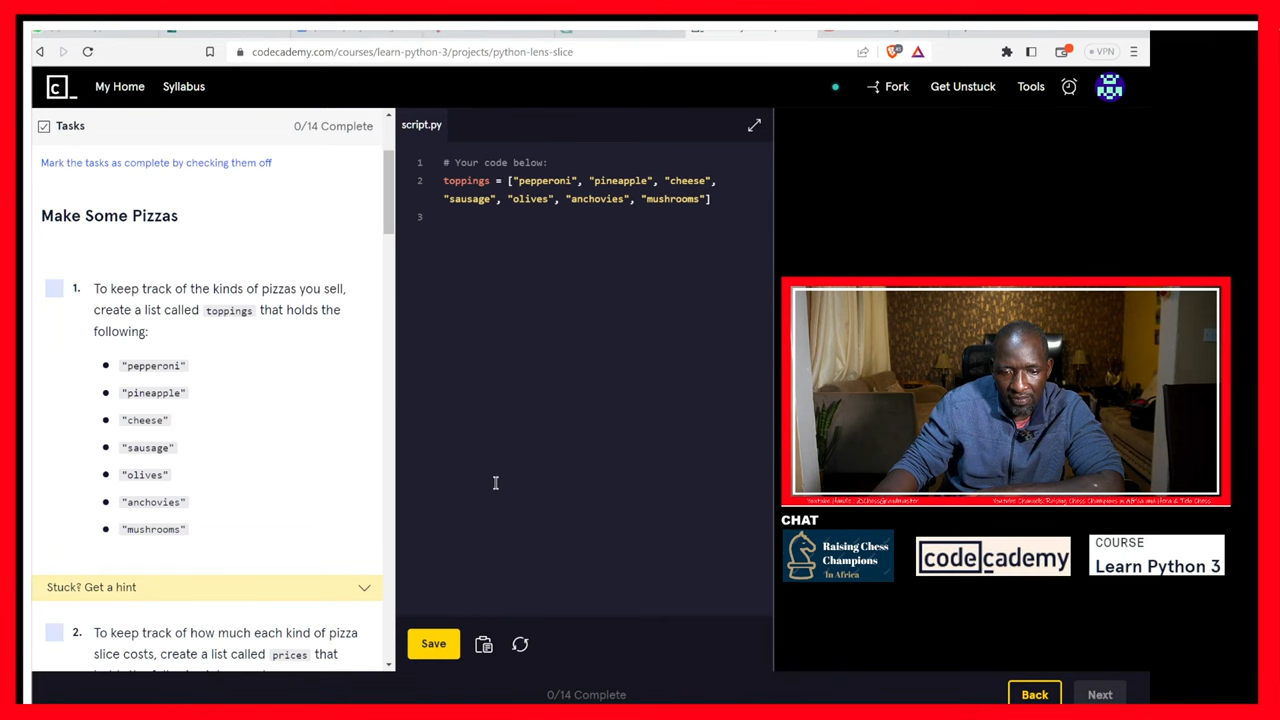 codecademy.com/courses/learn-python-3/projects/python-lens-slice
VPN
c_
My Home
Syllabus
Fork
Get Unstuck
Tools
Tasks
0/14 Complete
Mark the tasks as complete by checking them off
Make Some Pizzas
1. To keep track of the kinds of pizzas you sell,
create a list called toppings that holds the
following:
"pepperoni"
"pineapple"
"cheese"
"sausage"
"olives"
"anchovies"
"mushrooms"
Stuck? Get a hint
2. To keep track of how much each kind of pizza
slice costs, create a list called prices that
script.py
1 # Your code below:
2 toppings = ["pepperoni", "pineapple", "cheese",
"sausage", "olives", "anchovies", "mushrooms"]
3
Save
0/14 Complete
Back
Next
CHAT
Raising Chess
Champions
In Africa
codecademy
COURSE
Learn Python 3